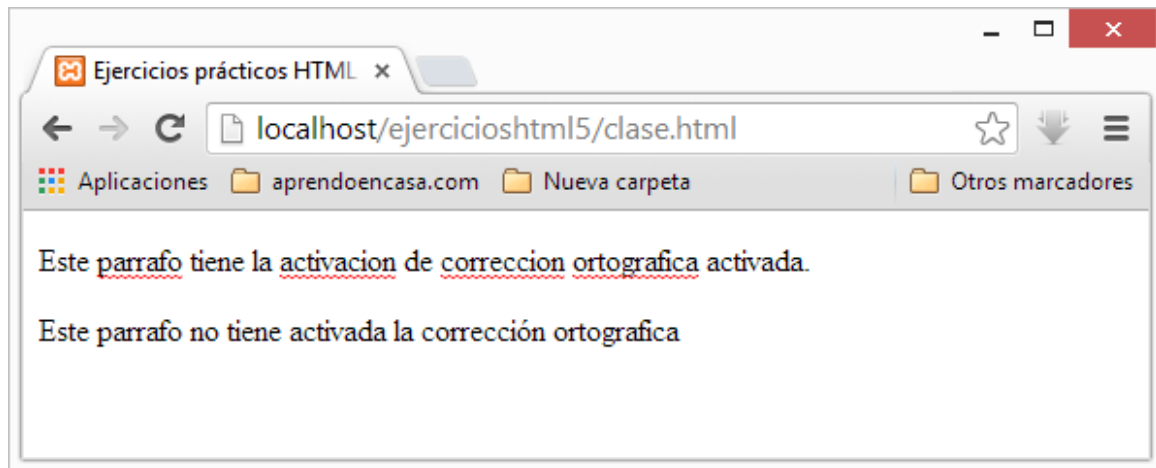 Ejercicios prácticos HTML
localhost/ejercicioshtml5/clase.html
Aplicaciones aprendoencasa.com Nueva carpeta Otros marcadores
Este parrafo tiene la activacion de correccion ortografica activada.
Este parrafo no tiene activada la corrección ortografica